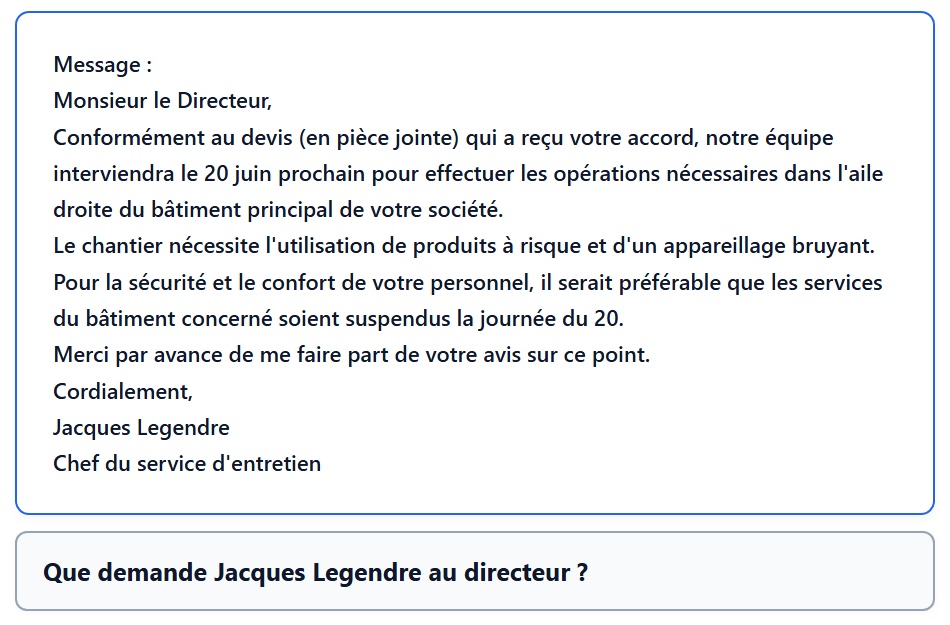 Message :
Monsieur le Directeur,
Conformément au devis (en pièce jointe) qui a reçu votre accord, notre équipe
interviendra le 20 juin prochain pour effectuer les opérations nécessaires dans l'aile
droite du bâtiment principal de votre société.
Le chantier nécessite l'utilisation de produits à risque et d'un appareillage bruyant.
Pour la sécurité et le confort de votre personnel, il serait préférable que les services
du bâtiment concerné soient suspendus la journée du 20.
Merci par avance de me faire part de votre avis sur ce point.
Cordialement,
Jacques Legendre
Chef du service d'entretien
Que demande Jacques Legendre au directeur ?